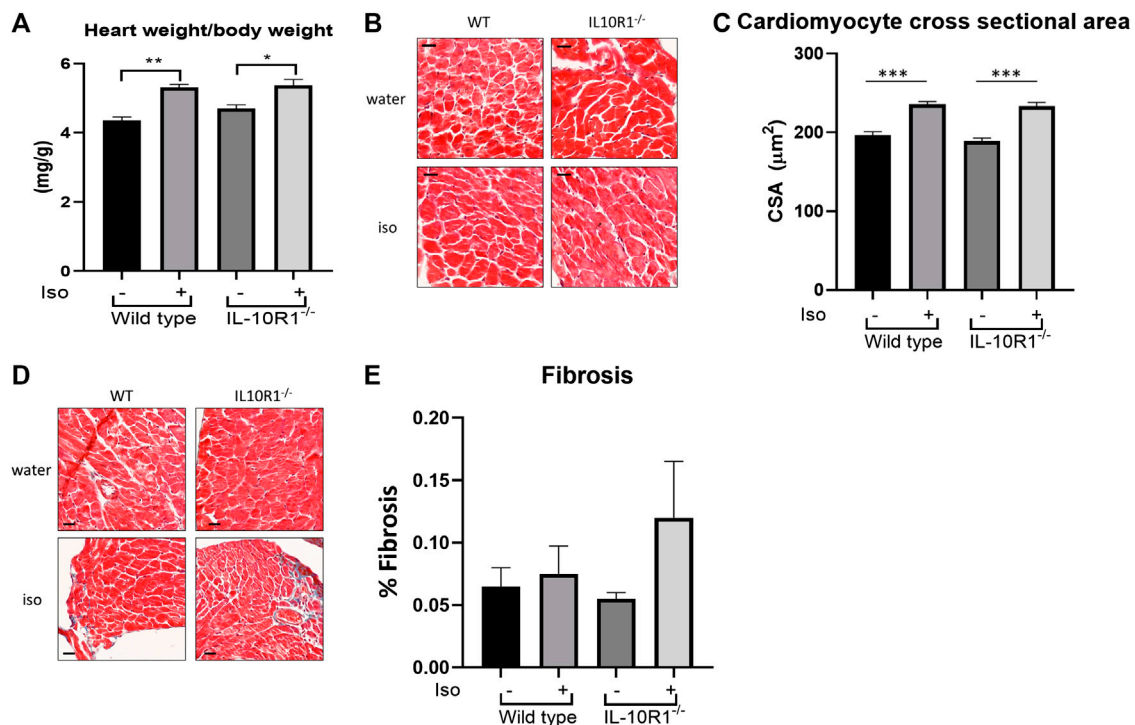 A
Heart weight/body weight
6
4
2
0
(mg/g)
**
*
Iso
-
+
-
+
Wild type
IL-10R1-/-
B
WT
IL10R1-/-
water
iso
C
Cardiomyocyte cross sectional area
300
200
100
0
CSA (μm2)
***
***
Iso
-
+
-
+
Wild type
IL-10R1-/-
D
WT
IL10R1-/-
water
iso
E
Fibrosis
0.20
0.15
0.10
0.05
0.00
% Fibrosis
Iso
-
+
-
+
Wild type
IL-10R1-/-